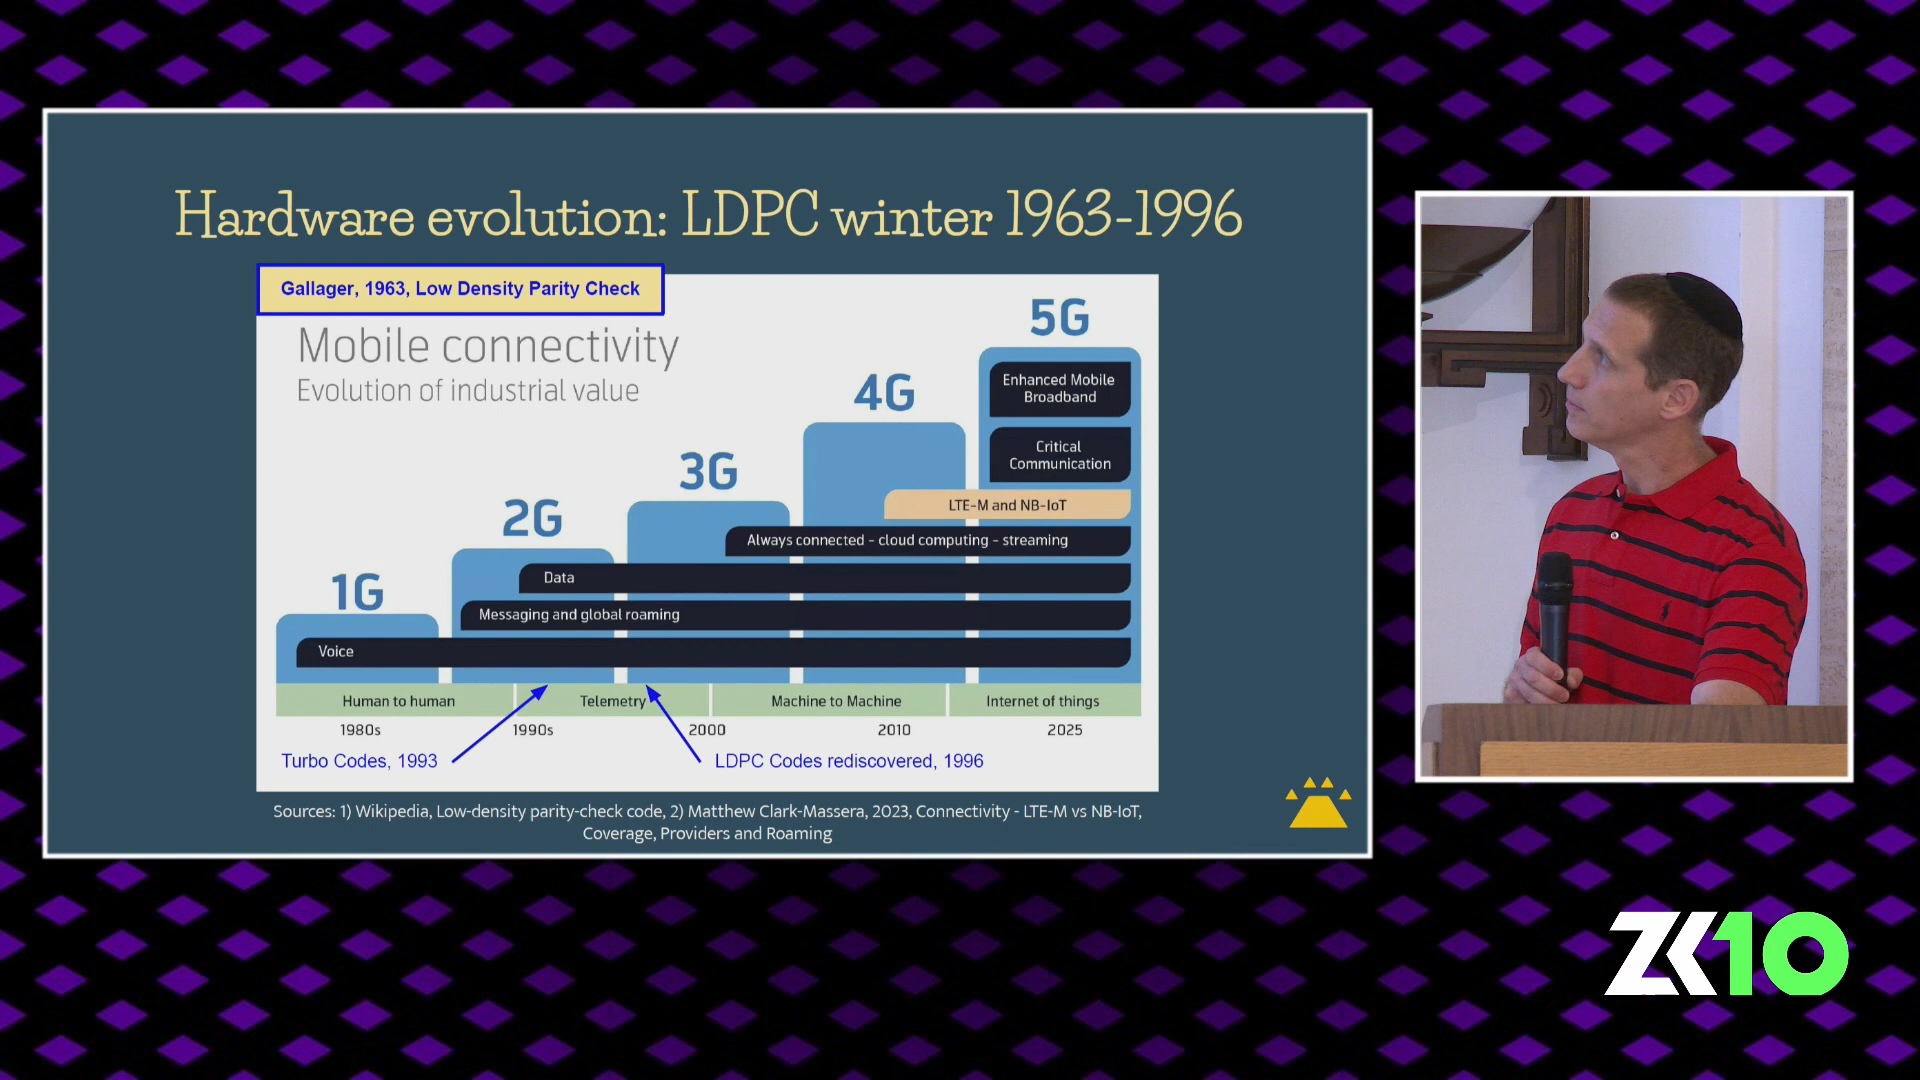 Hardware evolution: LDPC winter 1963-1996
Gallager, 1963, Low Density Parity Check
Mobile connectivity
Evolution of industrial value
5G
Enhanced Mobile
Broadband
Critical
Communication
4G
LTE-M and NB-IoT
3G
Always connected - cloud computing - streaming
2G
Data
Messaging and global roaming
1G
Voice
Human to human
Telemetry
Machine to Machine
Internet of things
1980s
1990s
2000
2010
2025
Turbo Codes, 1993
LDPC Codes rediscovered, 1996
Sources: 1) Wikipedia, Low-density parity-check code, 2) Matthew Clark-Massera, 2023, Connectivity - LTE-M vs NB-IoT,
Coverage, Providers and Roaming
ZK10